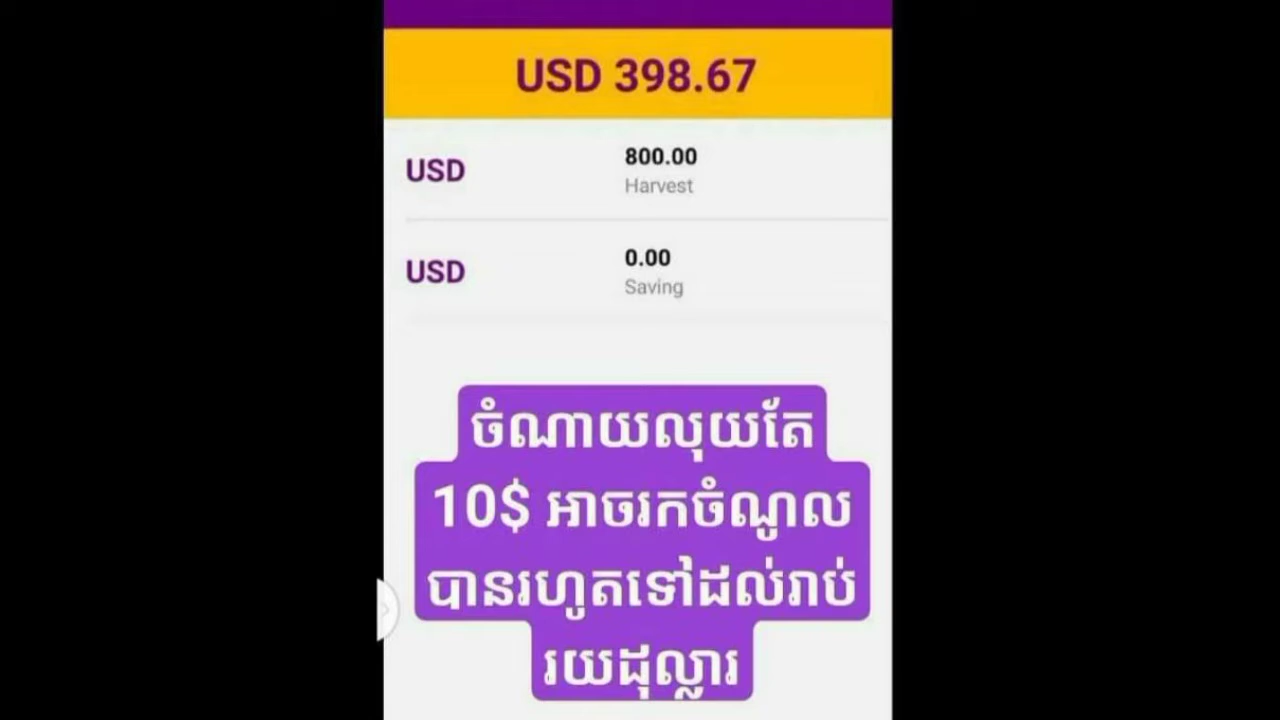 USD 398.67
USD
800.00
Harvest
USD
0.00
Saving
ចំណាយលុយតែ
10$ អាចរកចំណូល
បានរហូតទៅដល់រាប់
រយដុល្លារ